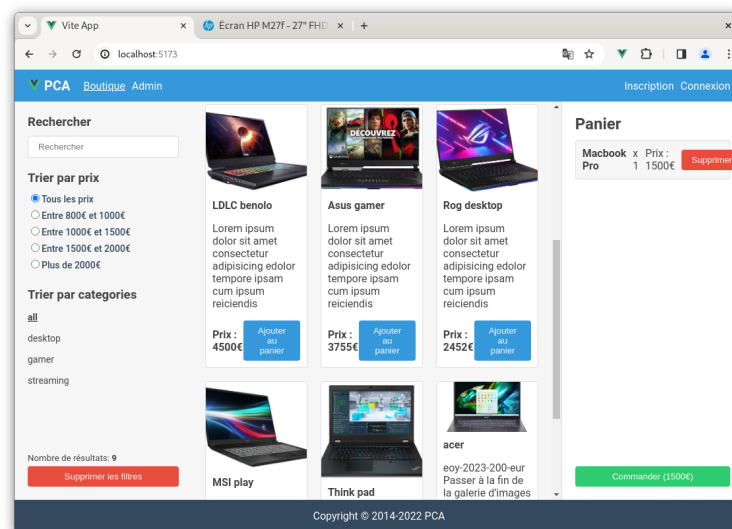 Vite App
Écran HP M27f - 27" FHD
localhost:5173
PCA Boutique Admin Inscription Connexion
Rechercher
Rechercher
Trier par prix
Tous les prix
Entre 800€ et 1000€
Entre 1000€ et 1500€
Entre 1500€ et 2000€
Plus de 2000€
Trier par categories
all
desktop
gamer
streaming
Nombre de résultats: 9
Supprimer les filtres
LDLC benolo
Lorem ipsum
dolor sit amet
consectetur
adipisicing edolor
tempore ipsam
cum ipsum
reiciendis
Prix :
4500€
Ajouter
au
panier
DÉCOUVREZ
Asus gamer
Lorem ipsum
dolor sit amet
consectetur
adipisicing edolor
tempore ipsam
cum ipsum
reiciendis
Prix :
3755€
Ajouter
au
panier
Rog desktop
Lorem ipsum
dolor sit amet
consectetur
adipisicing edolor
tempore ipsam
cum ipsum
reiciendis
Prix :
2452€
Ajouter
au
panier
MSI play
Think pad
acer
eoy-2023-200-eur
Passer à la fin de
la galerie d'images
Panier
Macbook x Prix :
Pro 1 1500€
Supprimer
Commander (1500€)
Copyright © 2014-2022 PCA